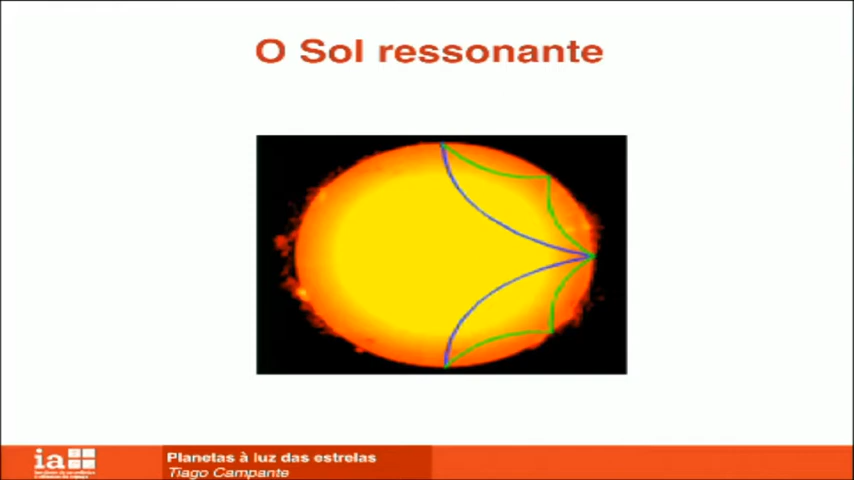 O Sol ressonante
ia
Planetas à luz das estrelas
Tiago Campante